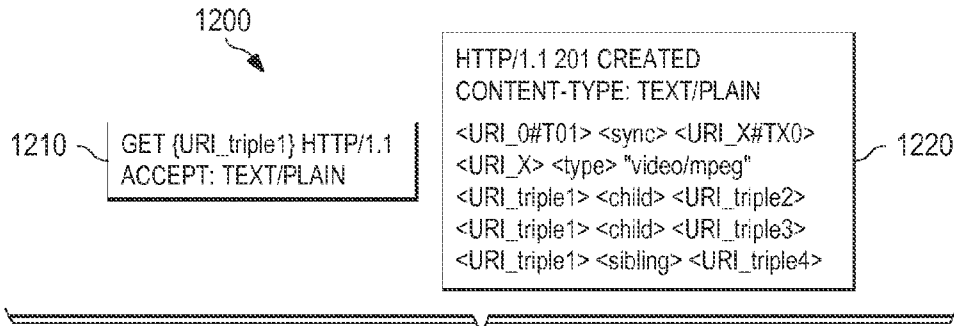 1200
1210
GET {URI_triple1} HTTP/1.1
ACCEPT: TEXT/PLAIN
HTTP/1.1 201 CREATED
CONTENT-TYPE: TEXT/PLAIN
<URI_0#T01> <sync> <URI_X#TX0>
<URI_X> <type> "video/mpeg"
<URI_triple1> <child> <URI_triple2>
<URI_triple1> <child> <URI_triple3>
<URI_triple1> <sibling> <URI_triple4>
1220